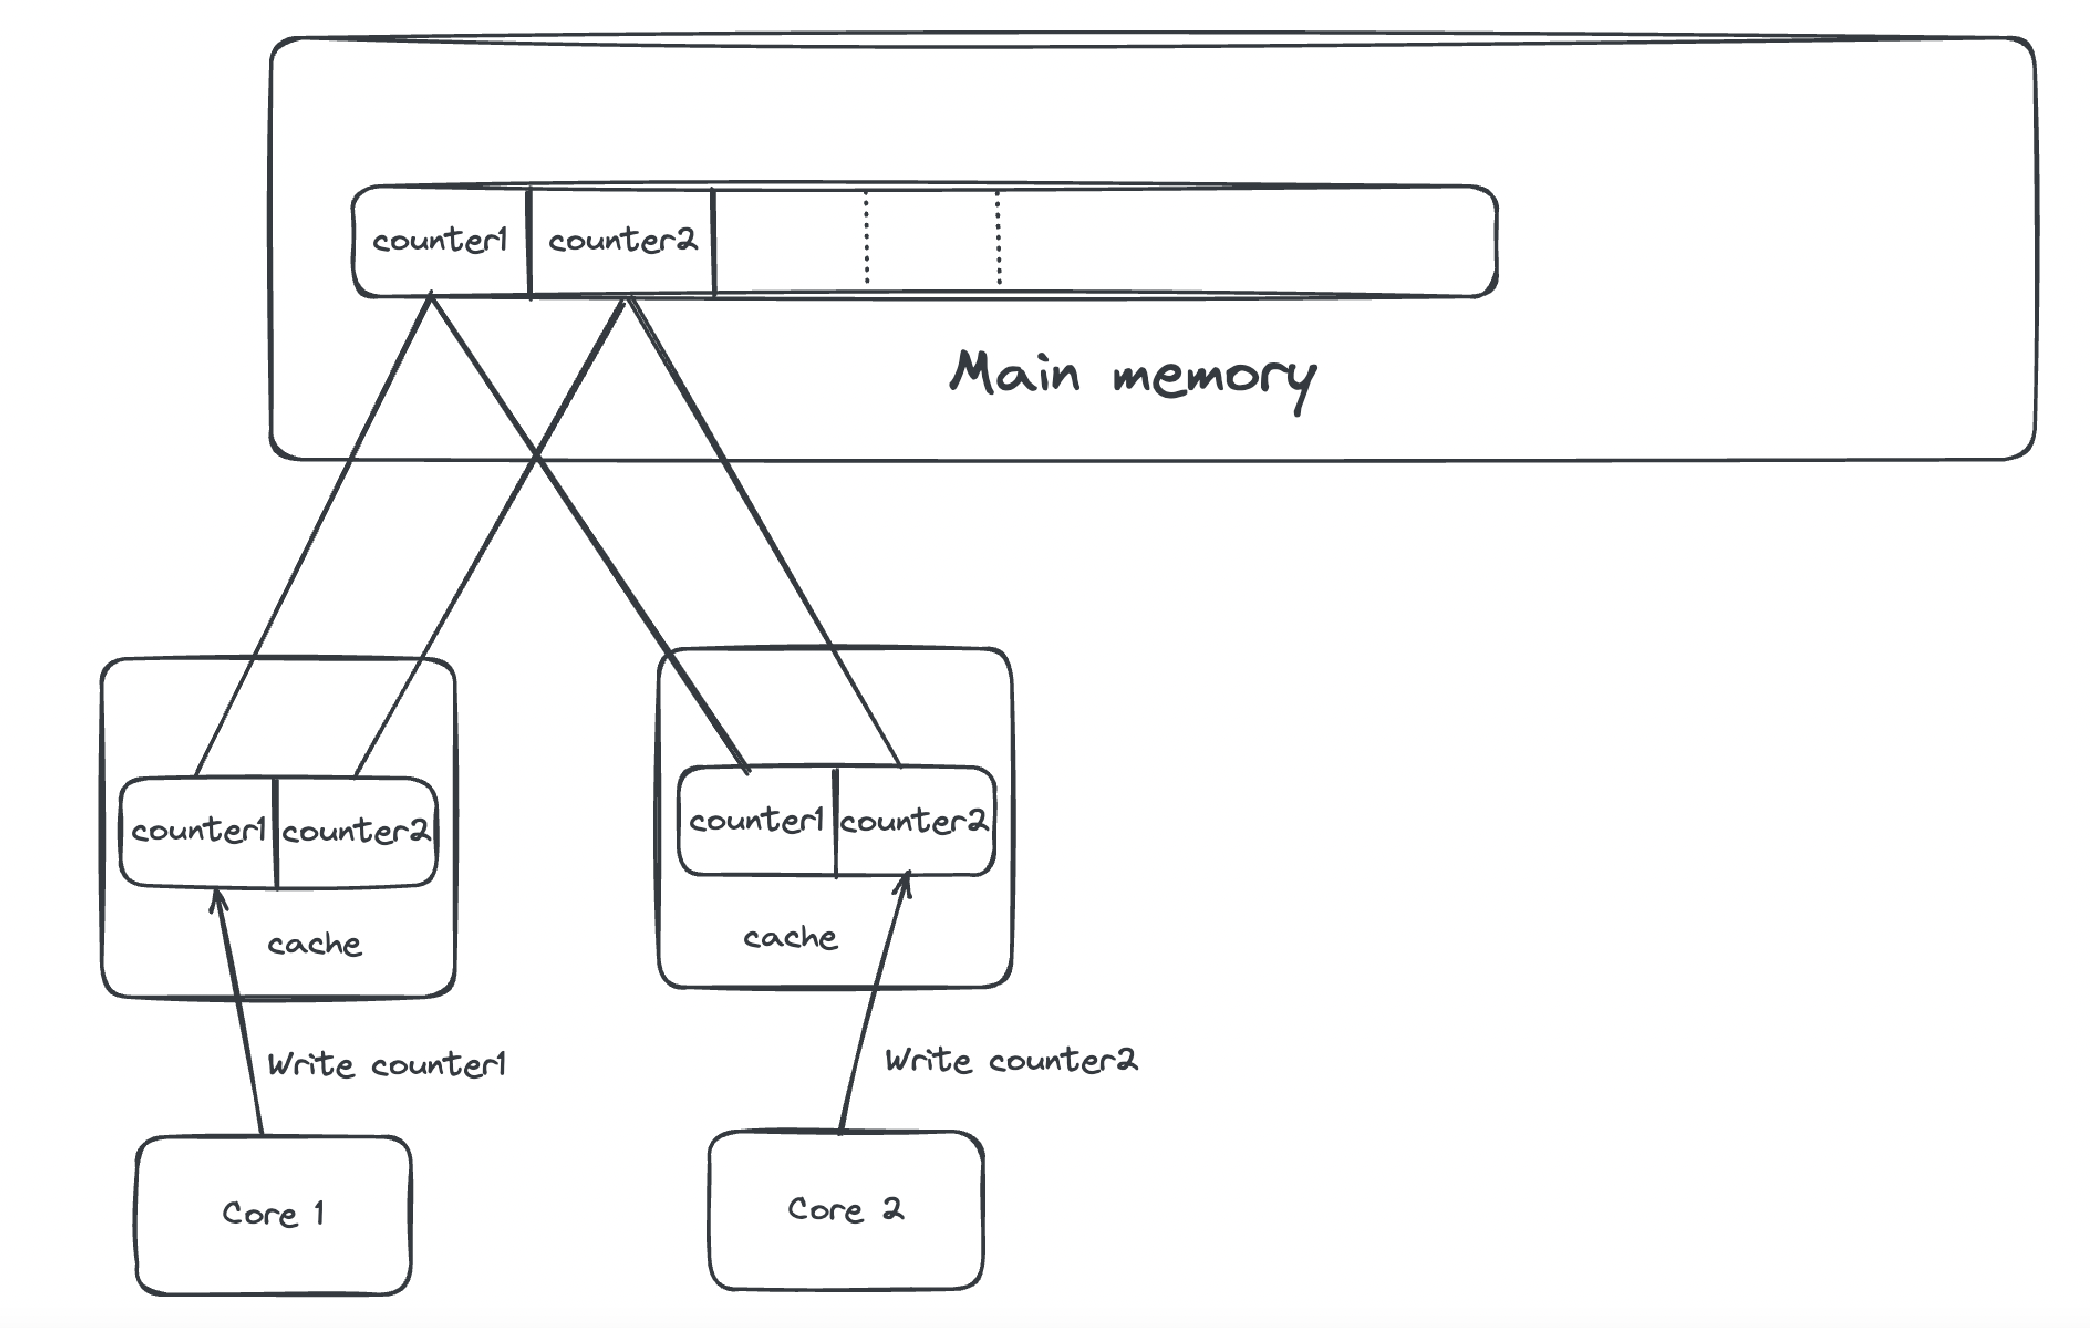 counter1
counter2
Main memory
counter1
counter2
cache
counter1
counter2
cache
Write counter1
Write counter2
Core 1
Core 2